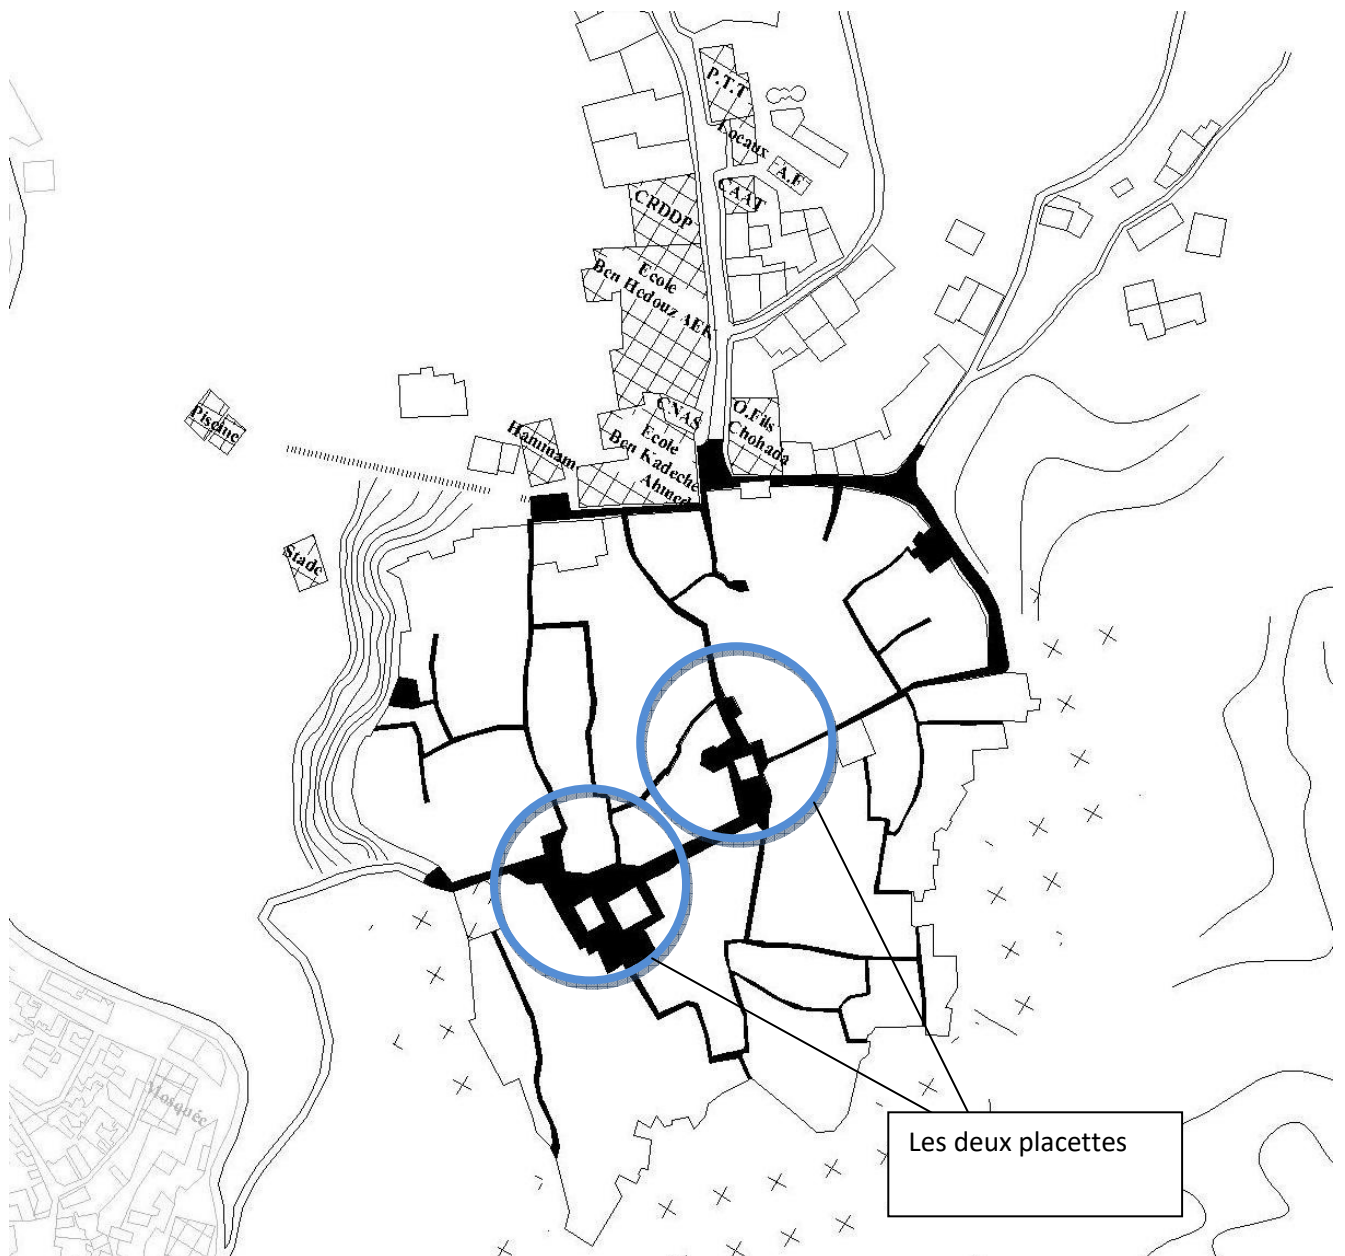 P.T.T
Locaux
A.F
CAAT
CRDDP
Ecole
Ben Hedouz AEK
Piscine
Hammam
CNAS
Ecole
Ben Kadeche
Ahmed
O.Fils
Chohada
Stade
Mosquée
Les deux placettes